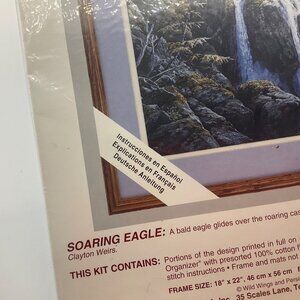 Instrucciones en Español
Explications en Français
Deutsche Anleitung
SOARING EAGLE: A bald eagle glides over the roaring
Clayton Weirs.
THIS KIT CONTAINS: Portions of the design printed in full on
Organizer" with presorted 100% cotton
stitch instructions • Frame and mats not
FRAME SIZE: 18" x 22", 46 cm x 56 cm
© Wild Wings and
35 Scales Lane,